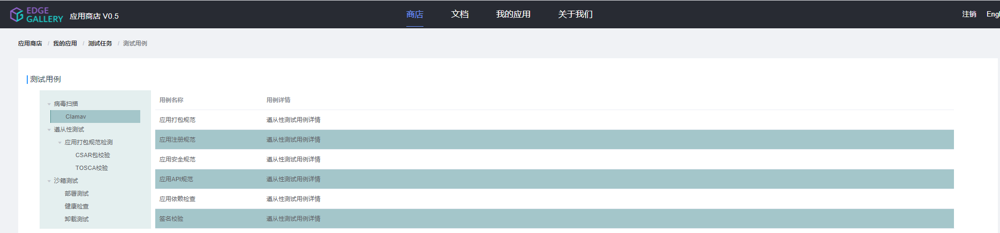 EDGE GALLERY 应用商店 V0.5 商店 文档 我的应用 关于我们 注销 Engl
应用商店 / 我的应用 / 测试任务 / 测试用例
测试用例
病毒扫描
Clamav
遵从性测试
应用打包规范检测
CSAR包校验
TOSCA校验
沙箱测试
部署测试
健康检查
卸载测试
用例名称 用例详情
应用打包规范 遵从性测试用例详情
应用注册规范 遵从性测试用例详情
应用安全规范 遵从性测试用例详情
应用API规范 遵从性测试用例详情
应用依赖检查 遵从性测试用例详情
签名校验 遵从性测试用例详情